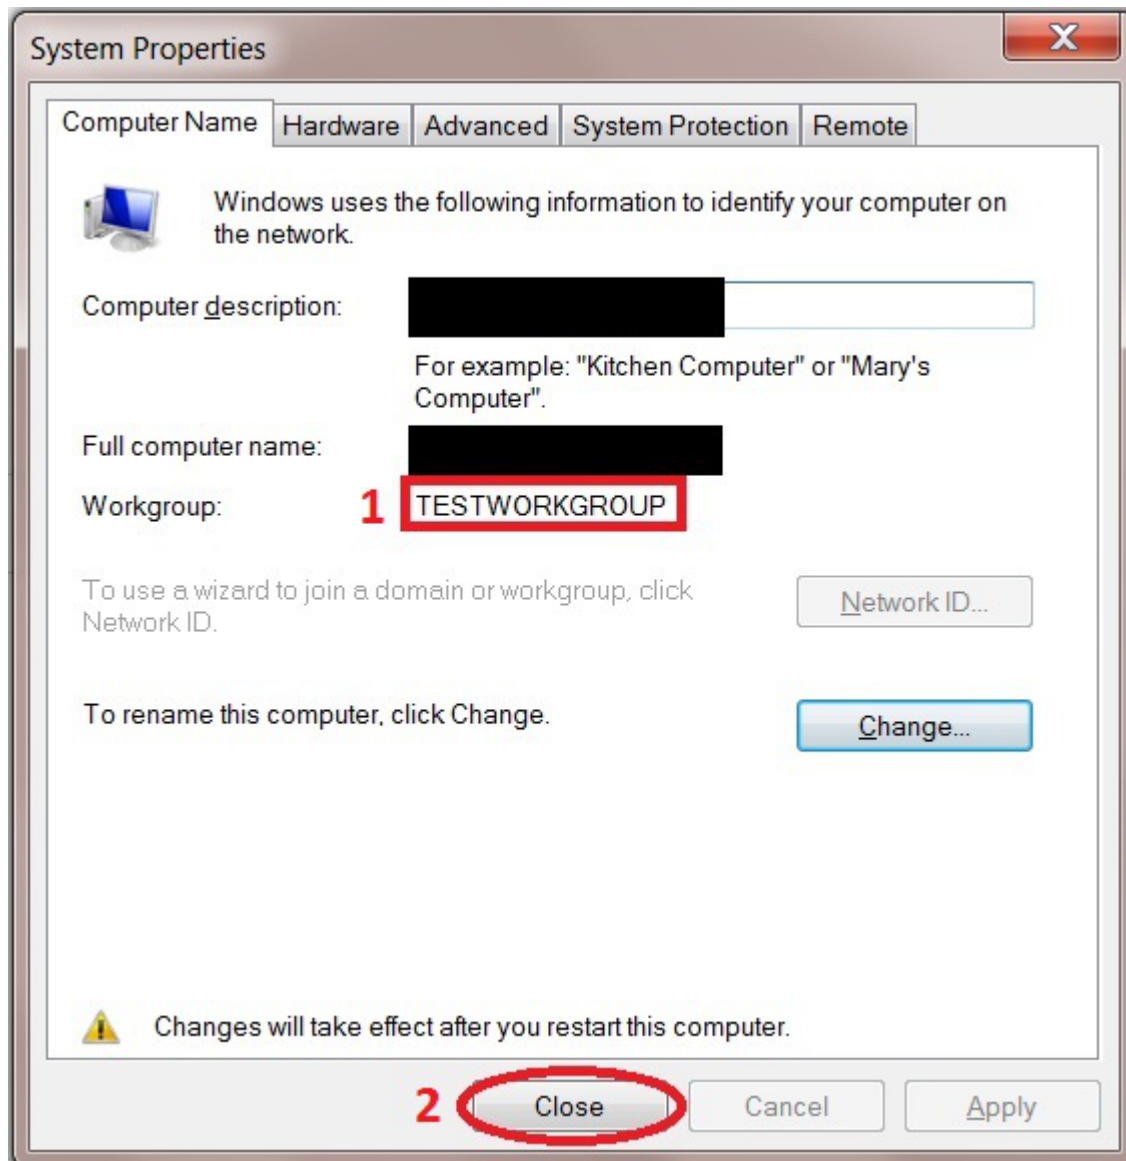 System Properties
X
Computer Name Hardware Advanced System Protection Remote
Windows uses the following information to identify your computer on
the network.
Computer description:
For example: "Kitchen Computer" or "Mary's
Computer".
Full computer name:
Workgroup: 1 TESTWORKGROUP
To use a wizard to join a domain or workgroup, click
Network ID.
Network ID...
To rename this computer, click Change.
Change...
Changes will take effect after you restart this computer.
2 Close Cancel Apply